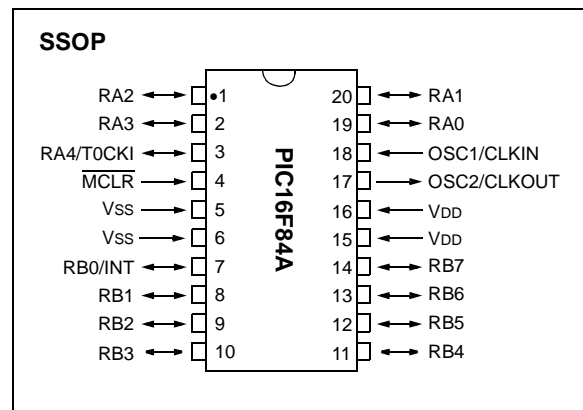 SSOP
RA2 •1 20 RA1
RA3 2 19 RA0
RA4/T0CKI 3 18 OSC1/CLKIN
MCLR 4 17 OSC2/CLKOUT
VSS 5 16 VDD
VSS 6 15 VDD
RB0/INT 7 14 RB7
RB1 8 13 RB6
RB2 9 12 RB5
RB3 10 11 RB4
PIC16F84A